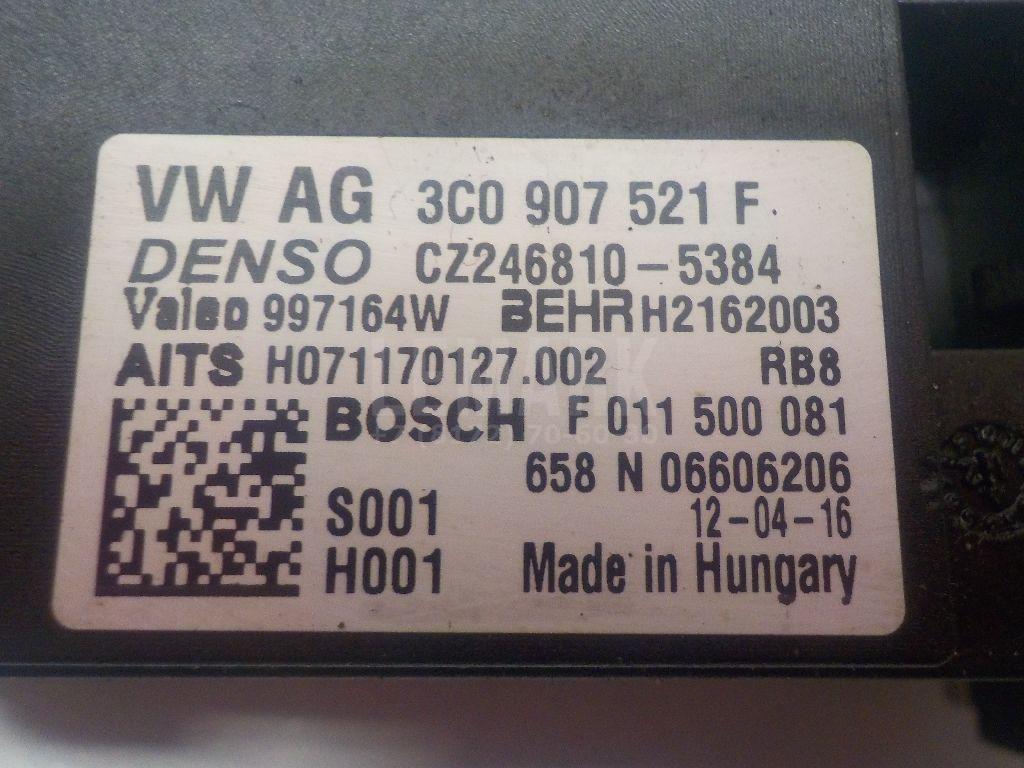 VW AG 3C0 907 521 F
DENSO CZ246810-5384
Valeo 997164W BEHR H2162003
AITS H071170127.002 RB8
BOSCH F 011 500 081
658 N 06606206
S001 12-04-16
H001 Made in Hungary